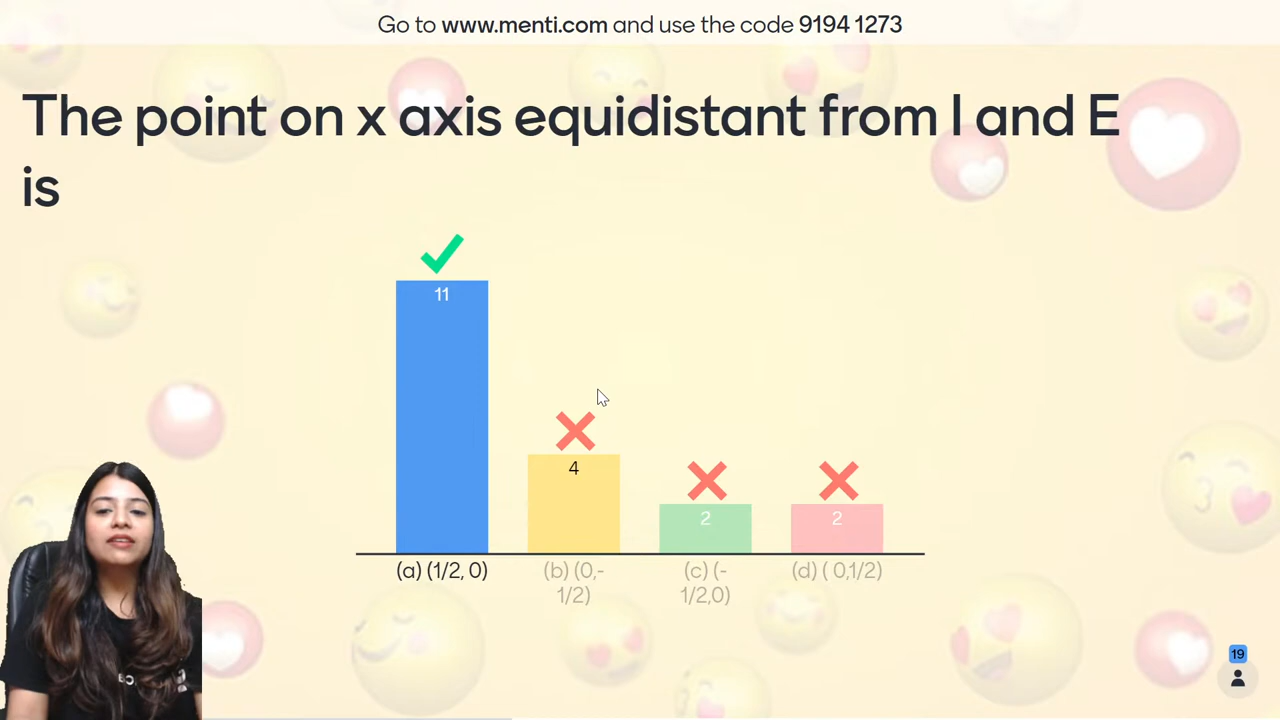 Go to www.menti.com and use the code 9194 1273
The point on x axis equidistant from I and E
is
11
4
2
2
(a) (1/2, 0)
(b) (0,-
1/2)
(c) (-
1/2,0)
(d) ( 0,1/2)
19